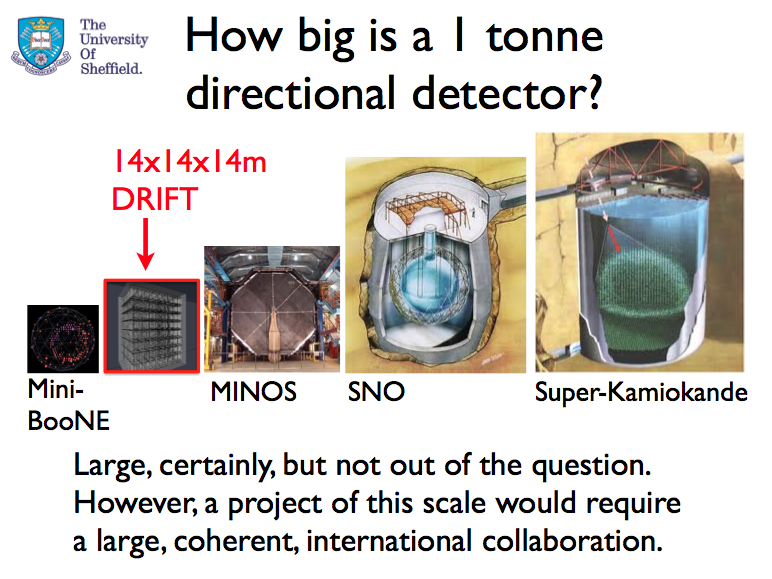 The
University
Of
Sheffield.
How big is a 1 tonne
directional detector?
14x14x14m
DRIFT
Mini-
BooNE
MINOS
SNO
Super-Kamiokande
Large, certainly, but not out of the question.
However, a project of this scale would require
a large, coherent, international collaboration.